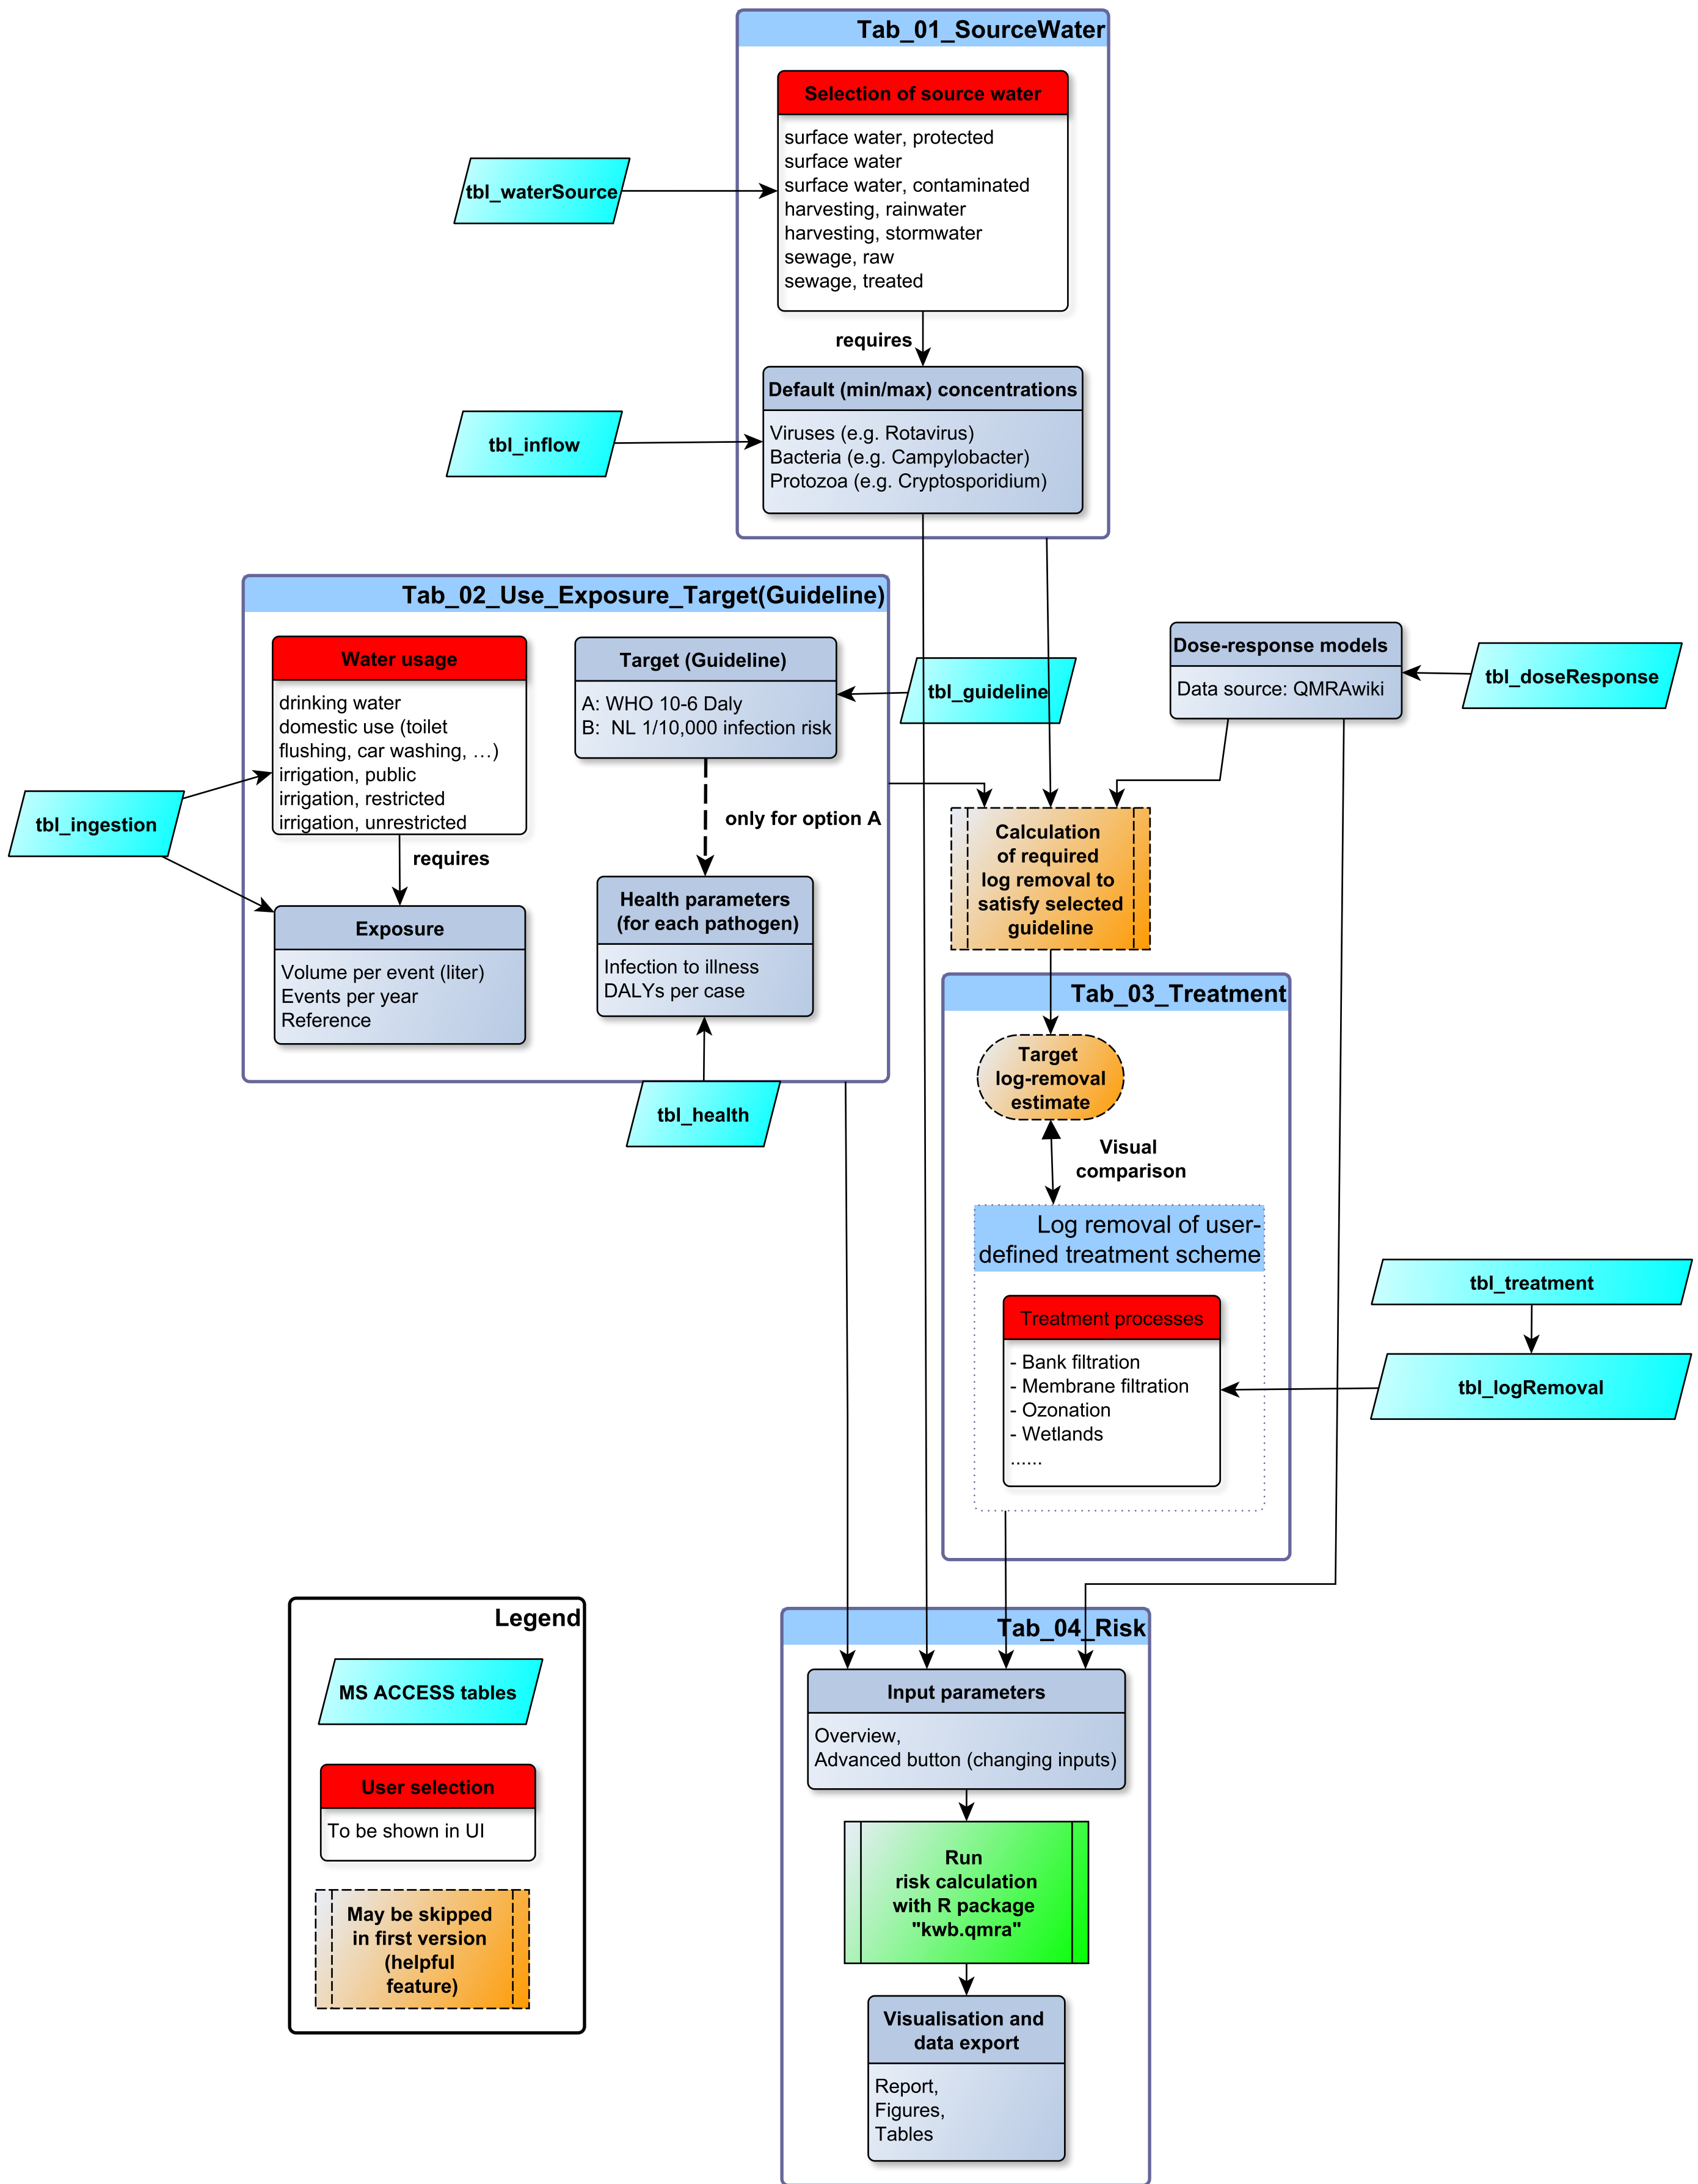 Tab_01_SourceWater
Selection of source water
surface water, protected
surface water
surface water, contaminated
harvesting, rainwater
harvesting, stormwater
sewage, raw
sewage, treated
tbl_waterSource
requires
Default (min/max) concentrations
Viruses (e.g. Rotavirus)
Bacteria (e.g. Campylobacter)
Protozoa (e.g. Cryptosporidium)
tbl_inflow
Tab_02_Use_Exposure_Target(Guideline)
Water usage
drinking water
domestic use (toilet
flushing, car washing, …)
irrigation, public
irrigation, restricted
irrigation, unrestricted
Target (Guideline)
A: WHO 10-6 Daly
B:  NL 1/10,000 infection risk
tbl_guideline
Dose-response models
Data source: QMRAwiki
tbl_doseResponse
tbl_ingestion
requires
only for option A
Exposure
Volume per event (liter)
Events per year
Reference
Health parameters
(for each pathogen)
Infection to illness
DALYs per case
tbl_health
Calculation
of required
log removal to
satisfy selected
guideline
Tab_03_Treatment
Target
log-removal
estimate
Visual
comparison
Log removal of user-
defined treatment scheme
Treatment processes
- Bank filtration
- Membrane filtration
- Ozonation
- Wetlands
......
tbl_treatment
tbl_logRemoval
Legend
MS ACCESS tables
User selection
To be shown in UI
May be skipped
in first version
(helpful
feature)
Tab_04_Risk
Input parameters
Overview,
Advanced button (changing inputs)
Run
risk calculation
with R package
"kwb.qmra"
Visualisation and
data export
Report,
Figures,
Tables